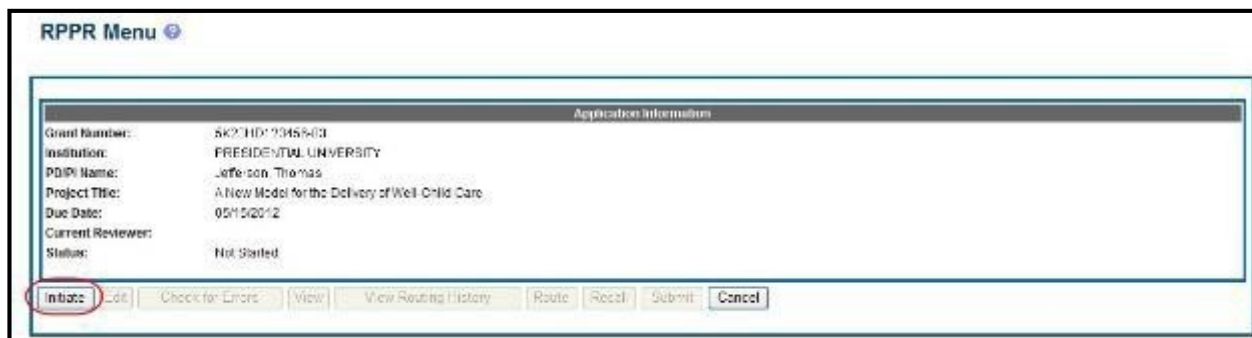 RPPR Menu
Application Information
Grant Number:
Institution: PRESIDENTIAL UNIVERSITY
PD/PI Name: Jefferson, Thomas
Project Title: A New Model for the Delivery of Well-Child Care
Due Date: 05/15/2012
Current Reviewer:
Status: Not Started
Initiate Edit Check for Errors View View Routing History Route Recall Submit Cancel